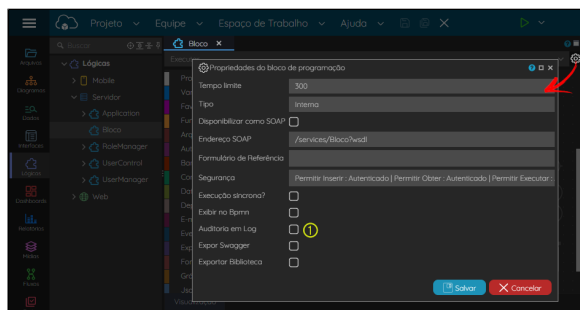 Projeto Equipe Espaço de Trabalho Ajuda
Buscar
Bloco
Arquivos
Lógicas
Mobile
Diagramas
Servidor
Application
Dados
Bloco
Interfaces
RoleManager
UserControl
Lógicas
UserManager
Web
Dashboards
Relatórios
Mídias
Fluxos
Propriedades do bloco de programação
Tempo limite 300
Tipo Interna
Disponibilizar como SOAP
Endereço SOAP /services/Bloco?wsdl
Formulário de Referência
Segurança Permitir Inserir : Autenticado | Permitir Obter : Autenticado | Permitir Executar :
Execução síncrona?
Exibir no Bpmn
Auditoria em Log 1
Expor Swagger
Exportar Biblioteca
Salvar Cancelar